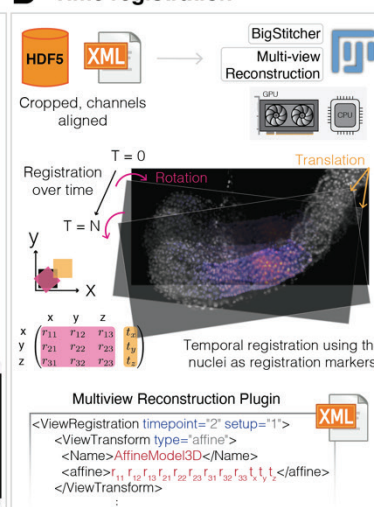 HDF5
XML
BigStitcher
Multi-view
Reconstruction
GPU
CPU
Cropped, channels
aligned
Registration
over time
T = 0
T = N
Rotation
Translation
y
x
x y z
x r11 r12 r13 tx
y r21 r22 r23 ty
z r31 r32 r23 tx
Temporal registration using the
nuclei as registration markers
Multiview Reconstruction Plugin
XML
<ViewRegistration timepoint="2" setup="1">
<ViewTransform type="affine">
<Name>AffineModel3D</Name>
<affine>r11 r12 r13 r21 r22 r23 r31 r32 r33 tx ty tz</affine>
</ViewTransform>
: